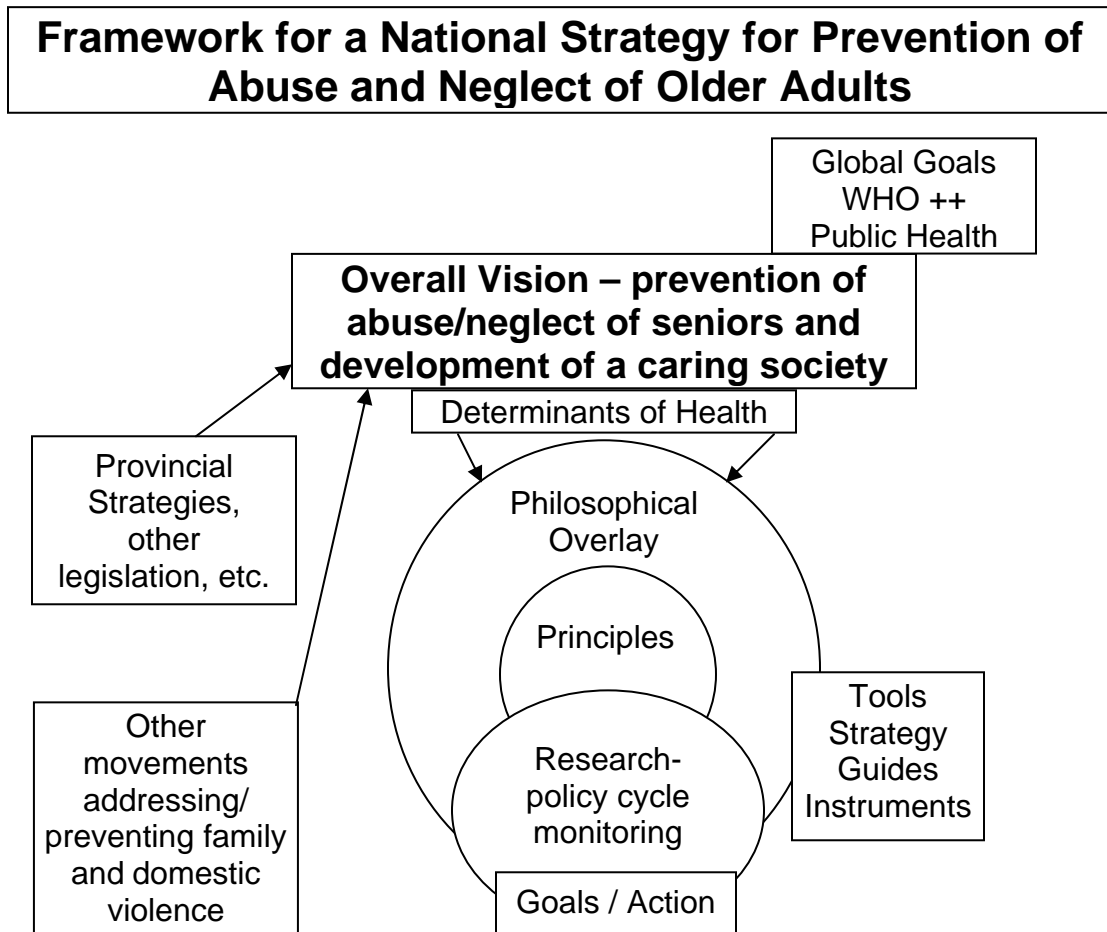 Framework for a National Strategy for Prevention of
Abuse and Neglect of Older Adults
Global Goals
WHO ++
Public Health
Overall Vision – prevention of
abuse/neglect of seniors and
development of a caring society
Determinants of Health
Provincial
Strategies,
other
legislation, etc.
Philosophical
Overlay
Principles
Other
movements
addressing/
preventing family
and domestic
violence
Research-
policy cycle
monitoring
Tools
Strategy
Guides
Instruments
Goals / Action